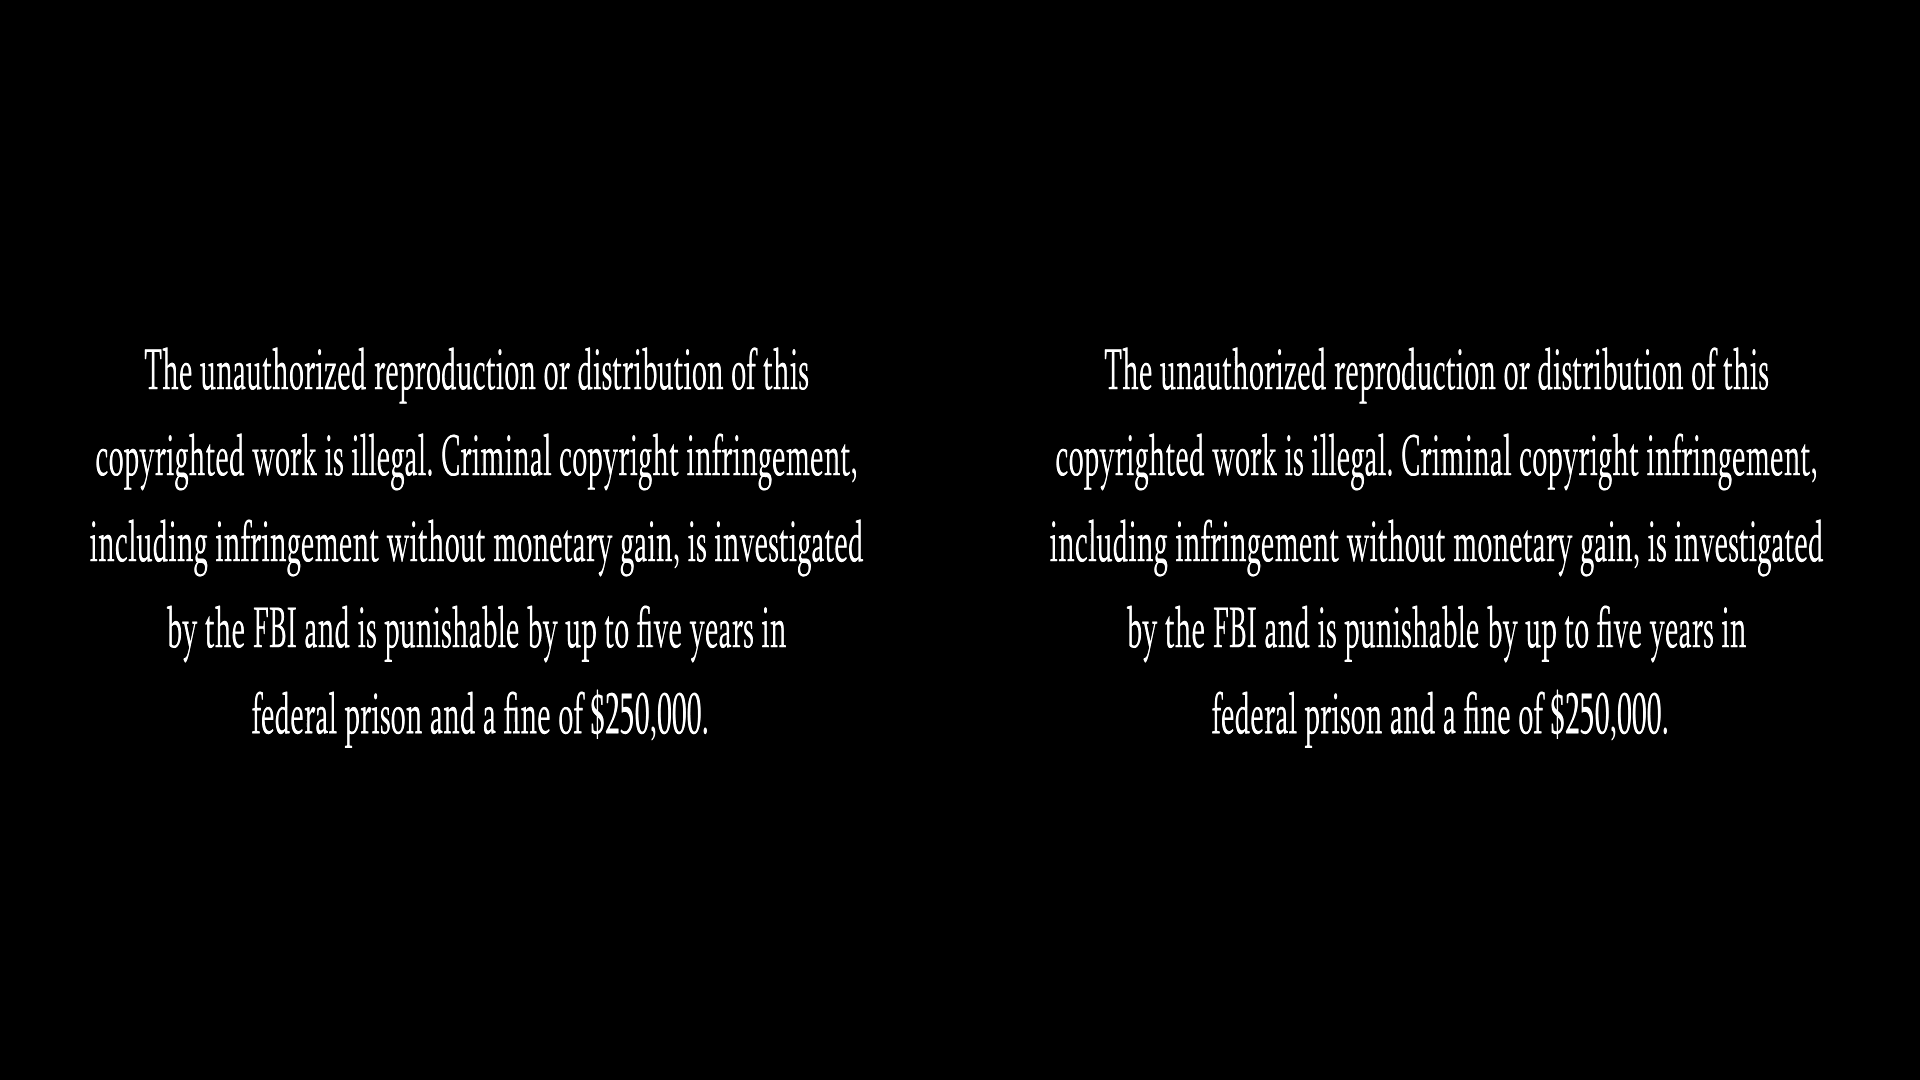 The unauthorized reproduction or distribution of this
copyrighted work is illegal. Criminal copyright infringement,
including infringement without monetary gain, is investigated
by the FBI and is punishable by up to five years in
federal prison and a fine of $250,000.
The unauthorized reproduction or distribution of this
copyrighted work is illegal. Criminal copyright infringement,
including infringement without monetary gain, is investigated
by the FBI and is punishable by up to five years in
federal prison and a fine of $250,000.